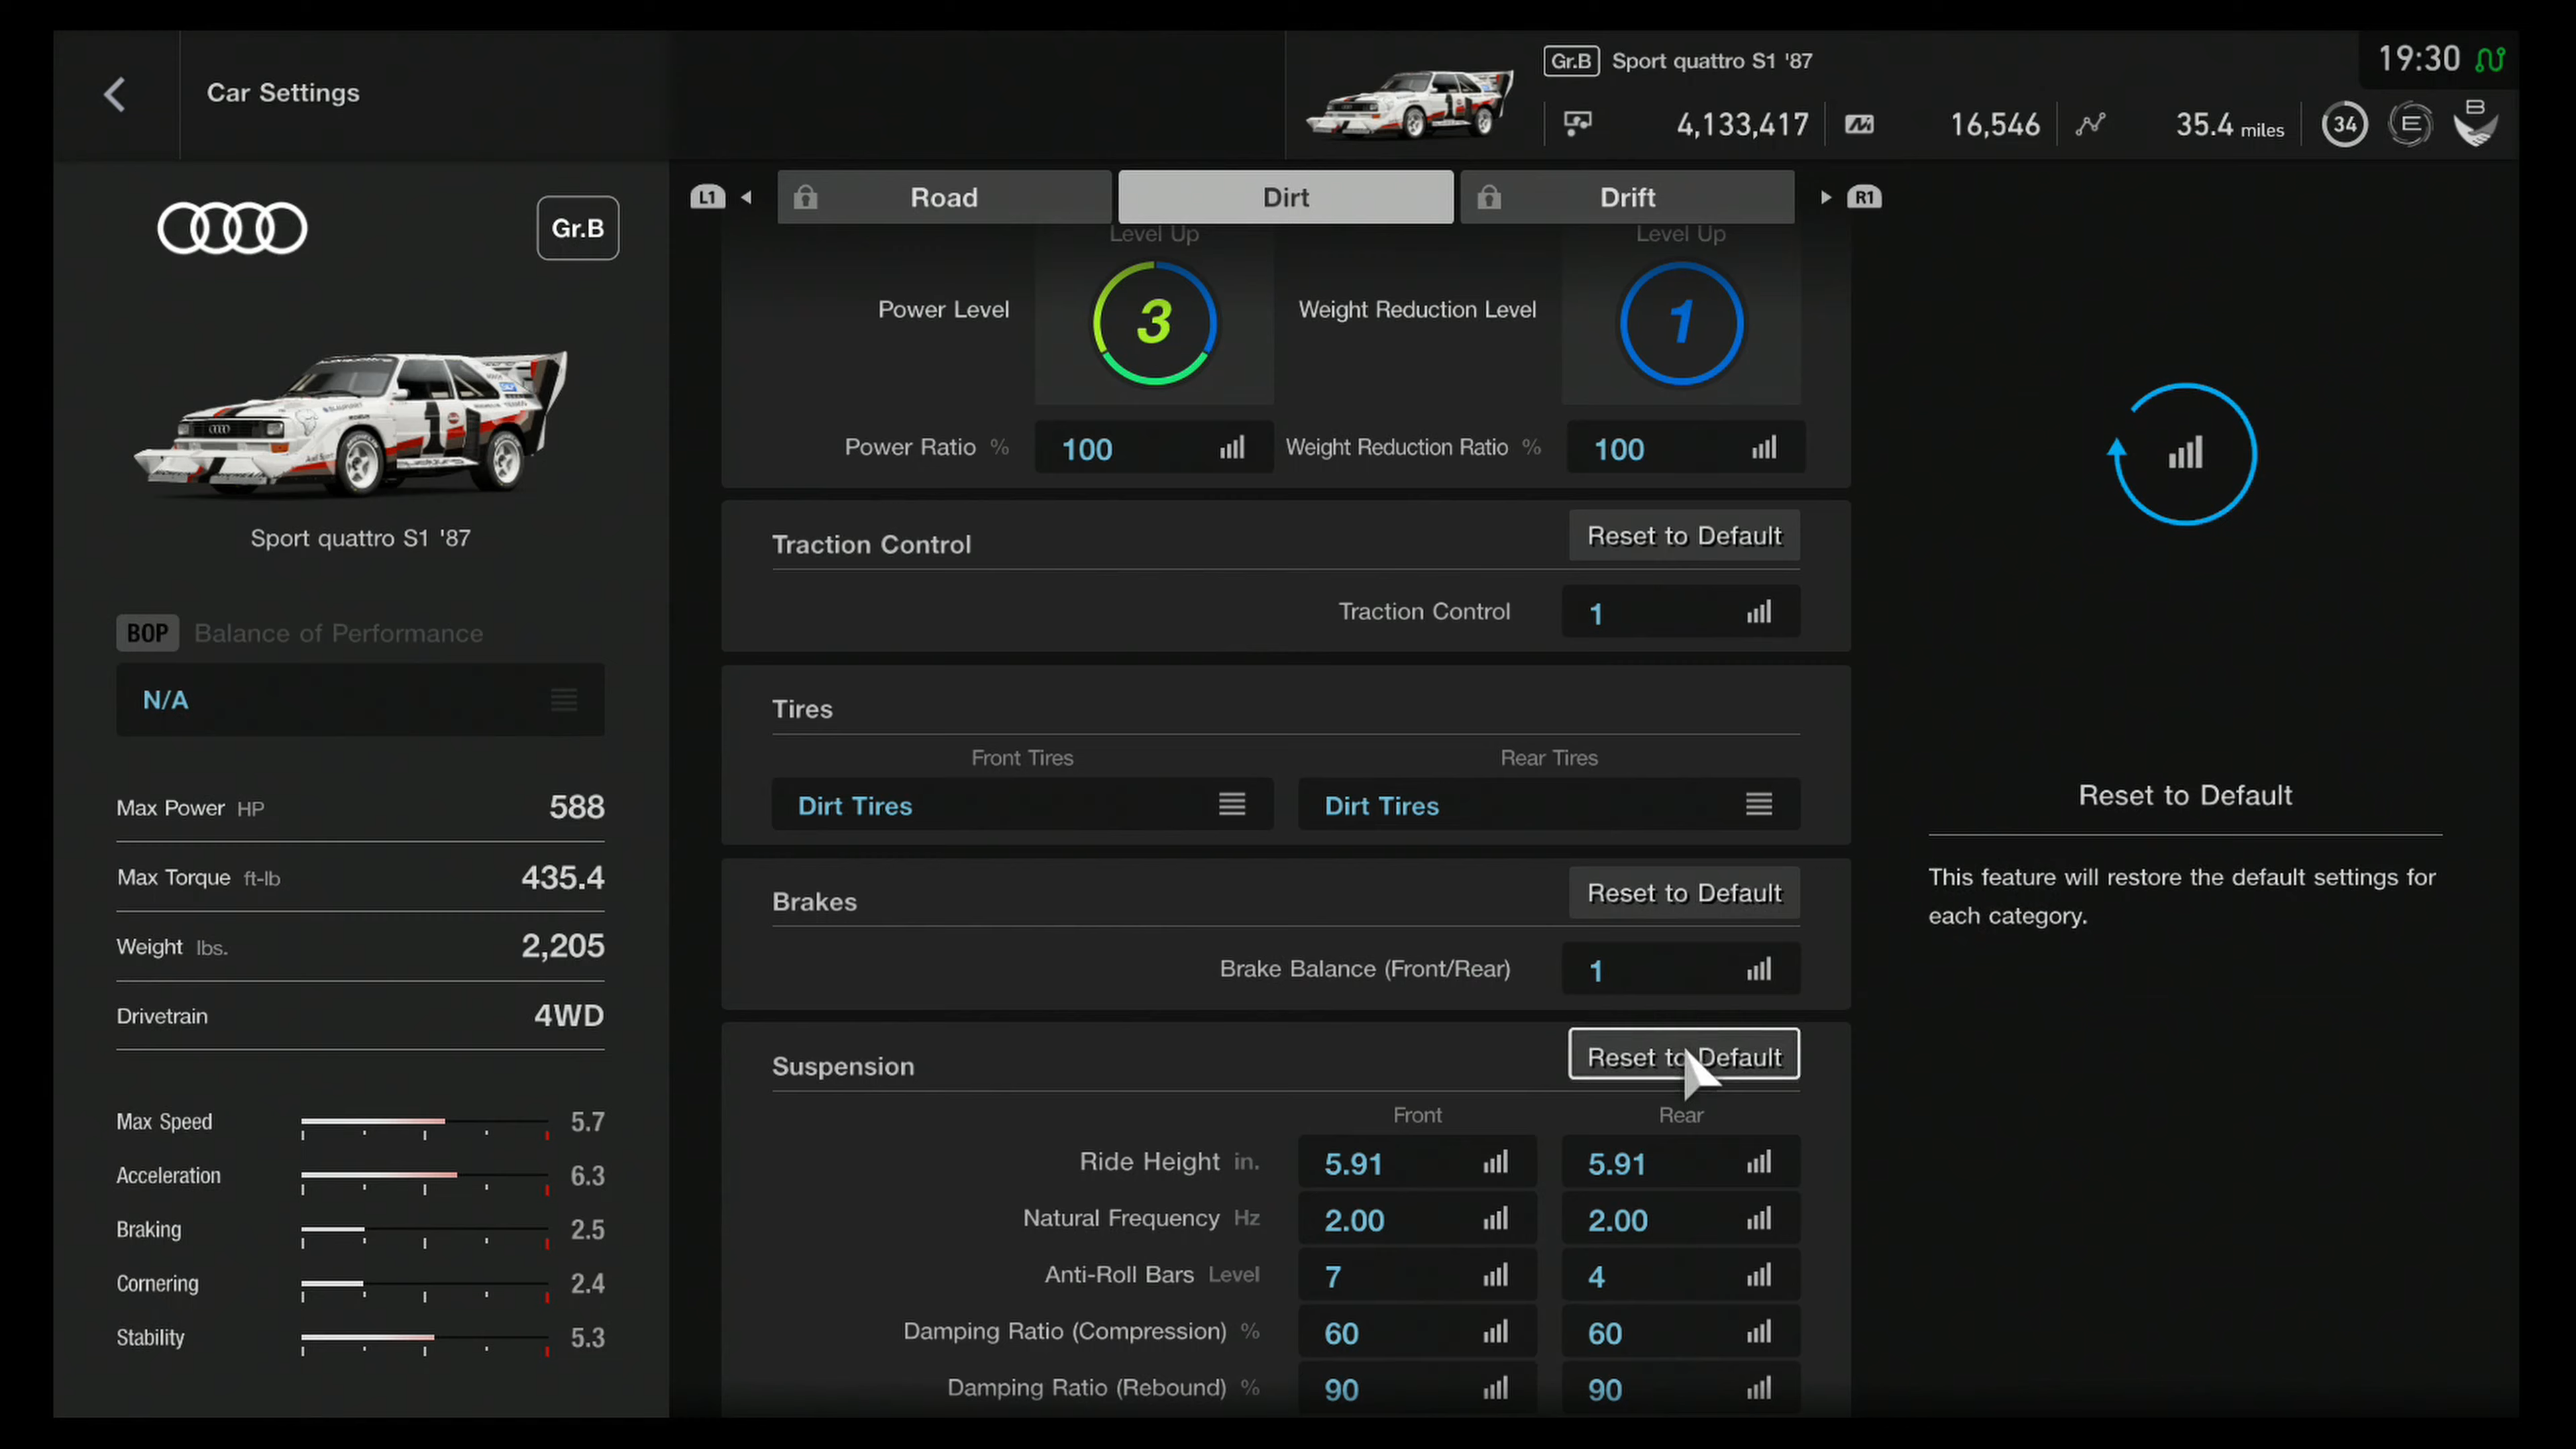 Car Settings
Gr.B Sport quattro S1 '87
19:30
4,133,417
16,546
35.4 miles
34
E
B
L1
Road
Dirt
Drift
R1
Gr.B
Sport quattro S1 '87
BOP Balance of Performance
N/A
Max Power HP 588
Max Torque ft-lb 435.4
Weight lbs. 2,205
Drivetrain 4WD
Max Speed 5.7
Acceleration 6.3
Braking 2.5
Cornering 2.4
Stability 5.3
Level Up Level Up
Power Level 3 Weight Reduction Level 1
Power Ratio % 100 Weight Reduction Ratio % 100
Traction Control Reset to Default
Traction Control 1
Tires
Front Tires Rear Tires
Dirt Tires Dirt Tires
Brakes Reset to Default
Brake Balance (Front/Rear) 1
Suspension Reset to Default
Front Rear
Ride Height in. 5.91 5.91
Natural Frequency Hz 2.00 2.00
Anti-Roll Bars Level 7 4
Damping Ratio (Compression) % 60 60
Damping Ratio (Rebound) % 90 90
Reset to Default
This feature will restore the default settings for
each category.